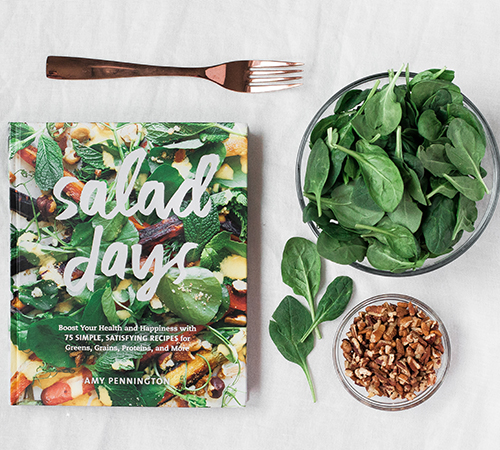 salad
days
Boost Your Health and Happiness with
75 SIMPLE, SATISFYING RECIPES for
Greens, Grains, Proteins, and More
AMY PENNINGTON